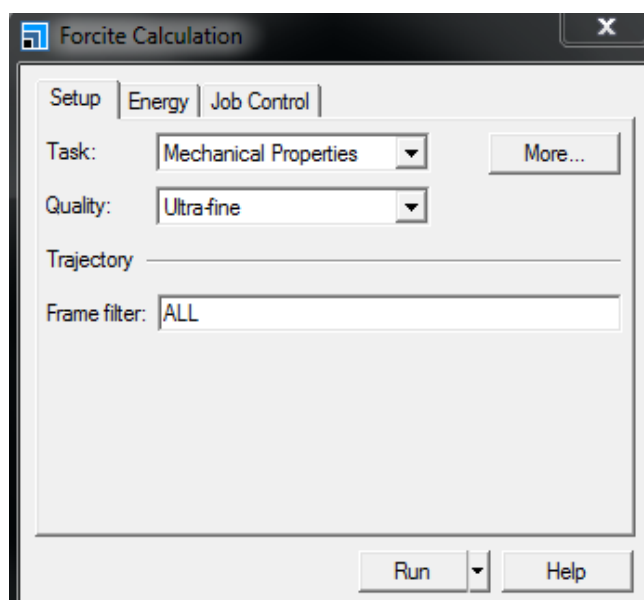 Forcite Calculation
Setup Energy Job Control
Task: Mechanical Properties More...
Quality: Ultra-fine
Trajectory
Frame filter: ALL
Run Help